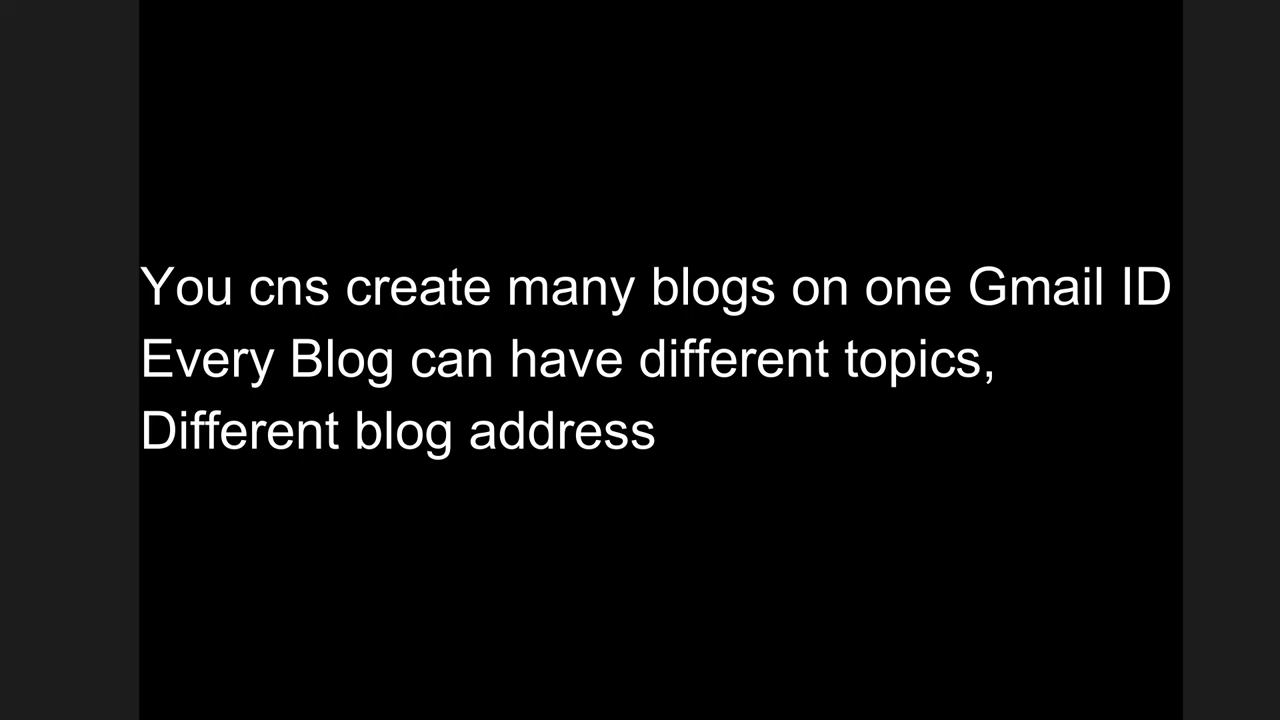 You cns create many blogs on one Gmail ID
Every Blog can have different topics,
Different blog address